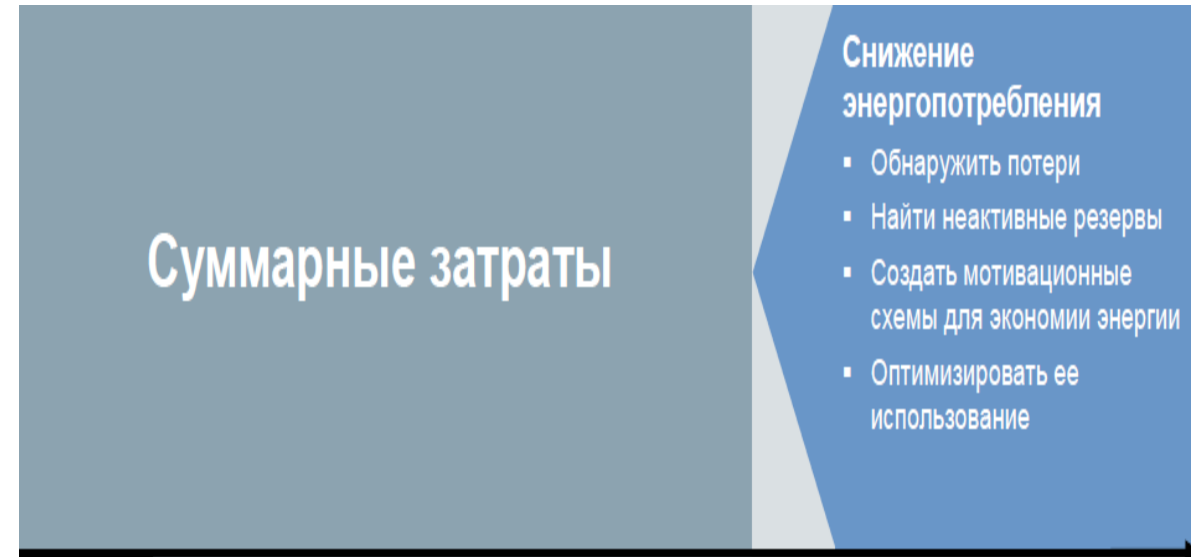 Суммарные затраты
Снижение
энергопотребления
▪ Обнаружить потери
▪ Найти неактивные резервы
▪ Создать мотивационные
схемы для экономии энергии
▪ Оптимизировать ее
использование